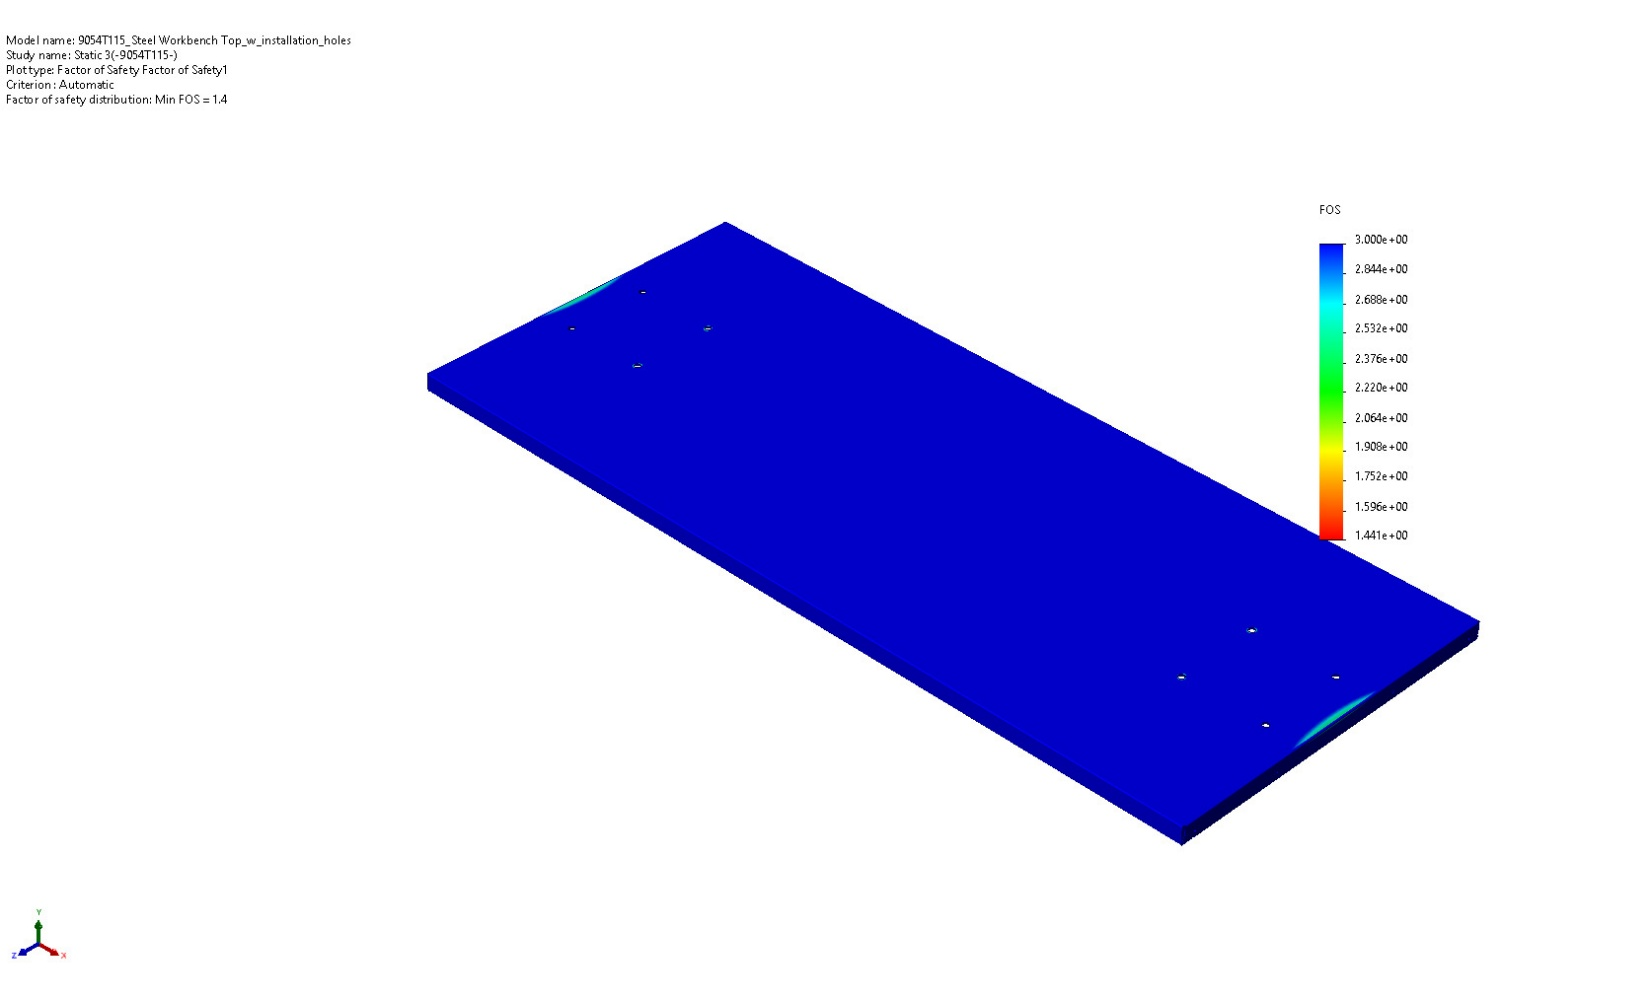 Model name: 9054T115_Steel Workbench Top_w_installation_holes
Study name: Static 3(-9054T115-)
Plot type: Factor of Safety Factor of Safety1
Criterion : Automatic
Factor of safety distribution: Min FOS = 1.4
FOS
3.000e+00
2.844e+00
2.688e+00
2.532e+00
2.376e+00
2.220e+00
2.064e+00
1.908e+00
1.752e+00
1.596e+00
1.441e+00
Y
Z
X